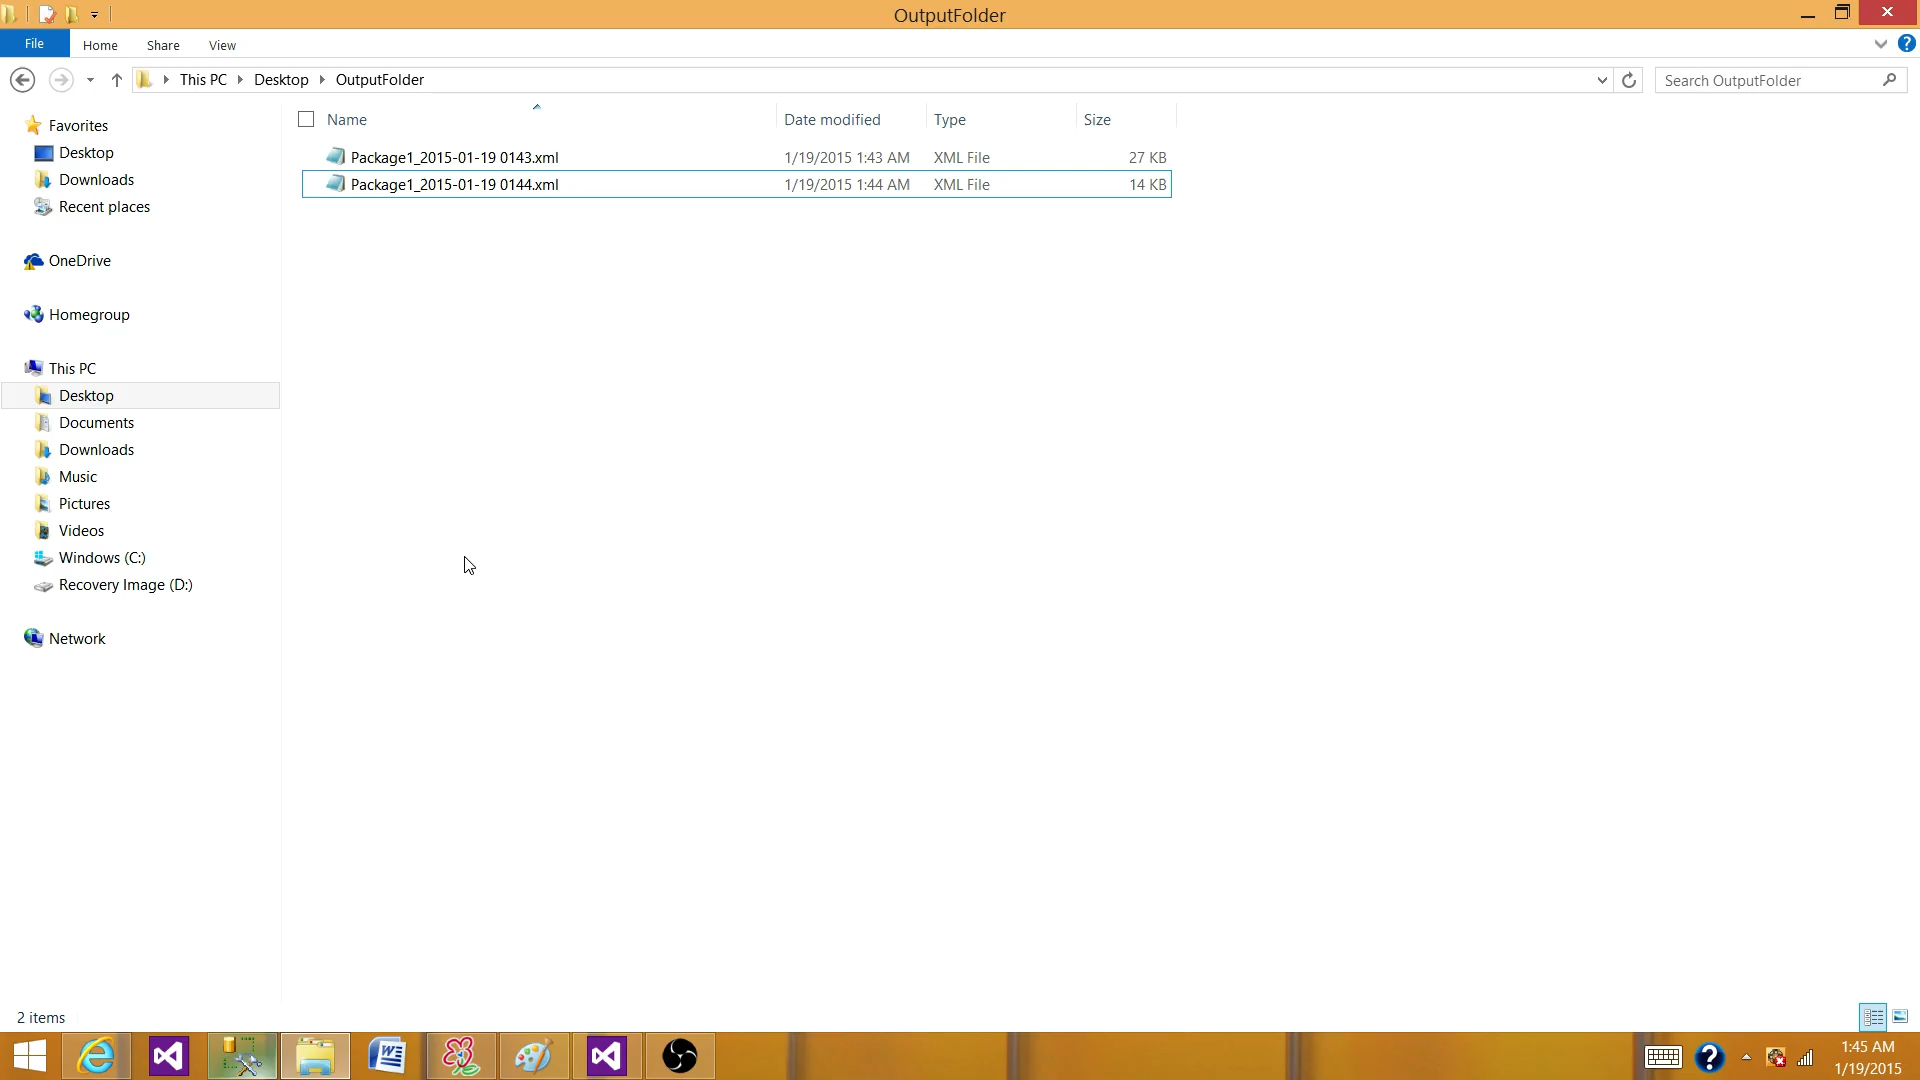 OutputFolder
File Home Share View
This PC Desktop OutputFolder
Search OutputFolder
Name Date modified Type Size
Package1_2015-01-19 0143.xml 1/19/2015 1:43 AM XML File 27 KB
Package1_2015-01-19 0144.xml 1/19/2015 1:44 AM XML File 14 KB
Favorites
Desktop
Downloads
Recent places
OneDrive
Homegroup
This PC
Desktop
Documents
Downloads
Music
Pictures
Videos
Windows (C:)
Recovery Image (D:)
Network
2 items
1:45 AM
1/19/2015